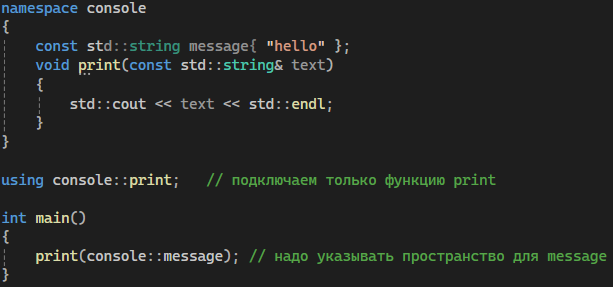 namespace console
{
    const std::string message{ "hello" };
    void print(const std::string& text)
    {
        std::cout << text << std::endl;
    }
}
using console::print;   // подключаем только функцию print
int main()
{
    print(console::message); // надо указывать пространство для message
}